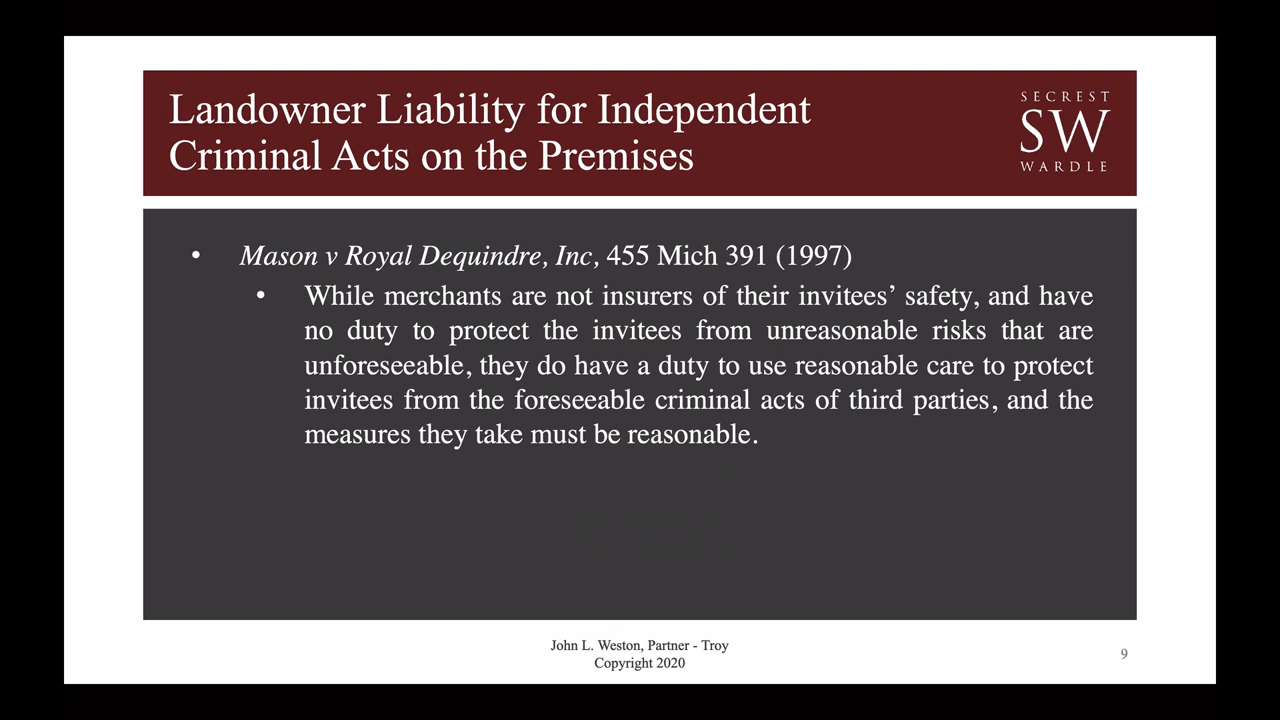 Landowner Liability for Independent
Criminal Acts on the Premises
SECREST
SW
WARDLE
• Mason v Royal Dequindre, Inc, 455 Mich 391 (1997)
• While merchants are not insurers of their invitees’ safety, and have
no duty to protect the invitees from unreasonable risks that are
unforeseeable, they do have a duty to use reasonable care to protect
invitees from the foreseeable criminal acts of third parties, and the
measures they take must be reasonable.
John L. Weston, Partner - Troy
Copyright 2020
9